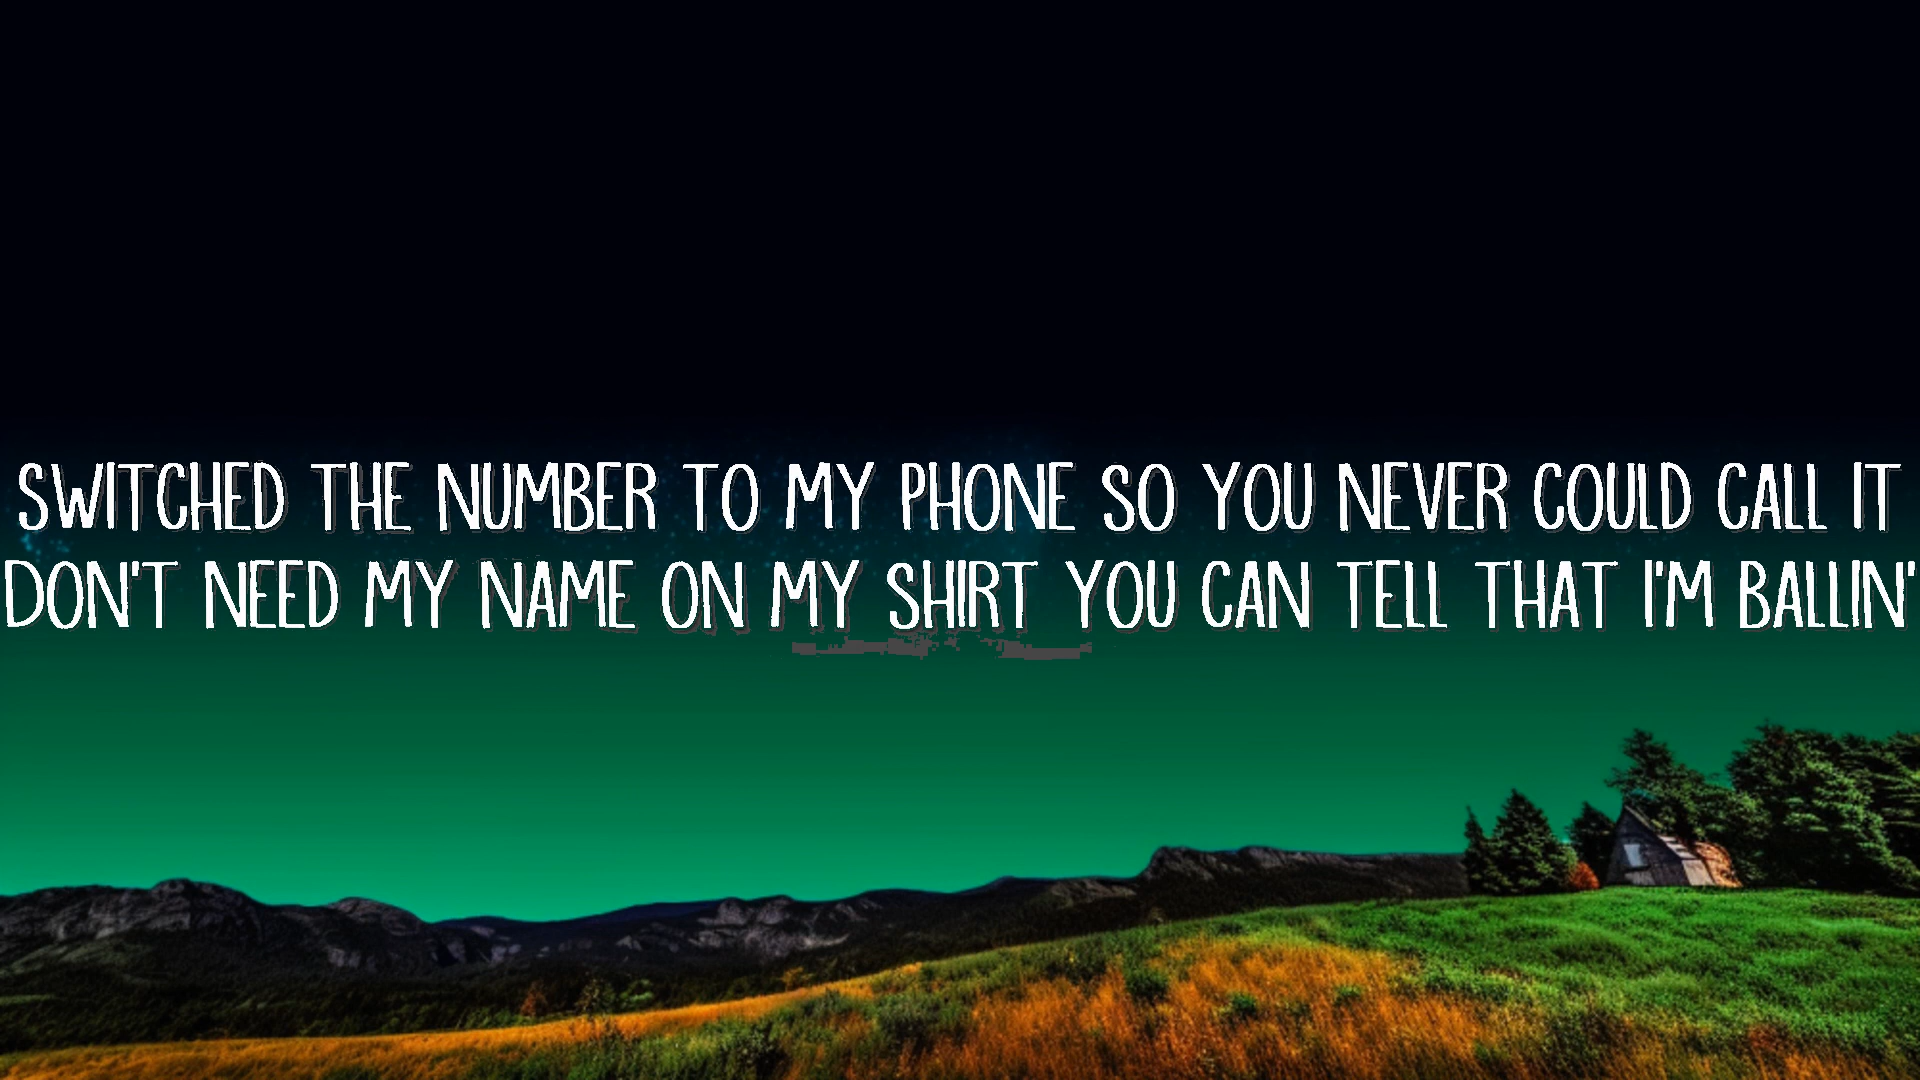 SWITCHED THE NUMBER TO MY PHONE SO YOU NEVER COULD CALL IT
DON'T NEED MY NAME ON MY SHIRT YOU CAN TELL THAT I'M BALLIN'